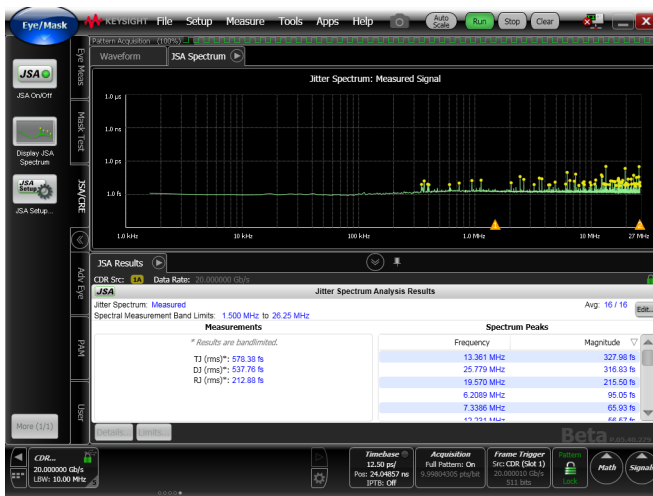 Eye/Mask
KEYSIGHT File Setup Measure Tools Apps Help
Auto Scale
Run
Stop
Clear
Pattern Acquisition (100%)
Waveform
JSA Spectrum
Eye Meas
Mask Test
JSA/CRE
Adv Eye
PAM
User
JSA
JSA On/Off
Display JSA
Spectrum
JSA
Setup
JSA Setup...
More (1/1)
Jitter Spectrum: Measured Signal
1.0 µs
1.0 ns
1.0 ps
1.0 fs
1.0 kHz
10 kHz
100 kHz
1.0 MHz
10 MHz
27 MHz
JSA Results
CDR Src: 1A Data Rate: 20.000000 Gb/s
JSA
Jitter Spectrum Analysis Results
Jitter Spectrum: Measured
Avg: 16 / 16
Edit...
Spectral Measurement Band Limits: 1.500 MHz to 26.25 MHz
Measurements
* Results are bandlimited.
TJ (rms)*: 578.38 fs
DJ (rms)*: 537.76 fs
RJ (rms)*: 212.88 fs
Spectrum Peaks
Frequency Magnitude
13.361 MHz 327.98 fs
25.779 MHz 316.83 fs
19.570 MHz 215.50 fs
6.2089 MHz 95.05 fs
7.3386 MHz 65.93 fs
12.231 MHz 56.57 fs
Details... Limits...
Beta
CDR...
20.000000 Gb/s
LBW: 10.00 MHz
Timebase
12.50 ps/
Pos: 24.04857 ns
IPTB: Off
Acquisition
Full Pattern: On
9.99804305 pts/bit
Frame Trigger
Src: CDR (Slot 1)
20.000010 Gb/s
511 bits
Pattern
Lock
Math
Signals